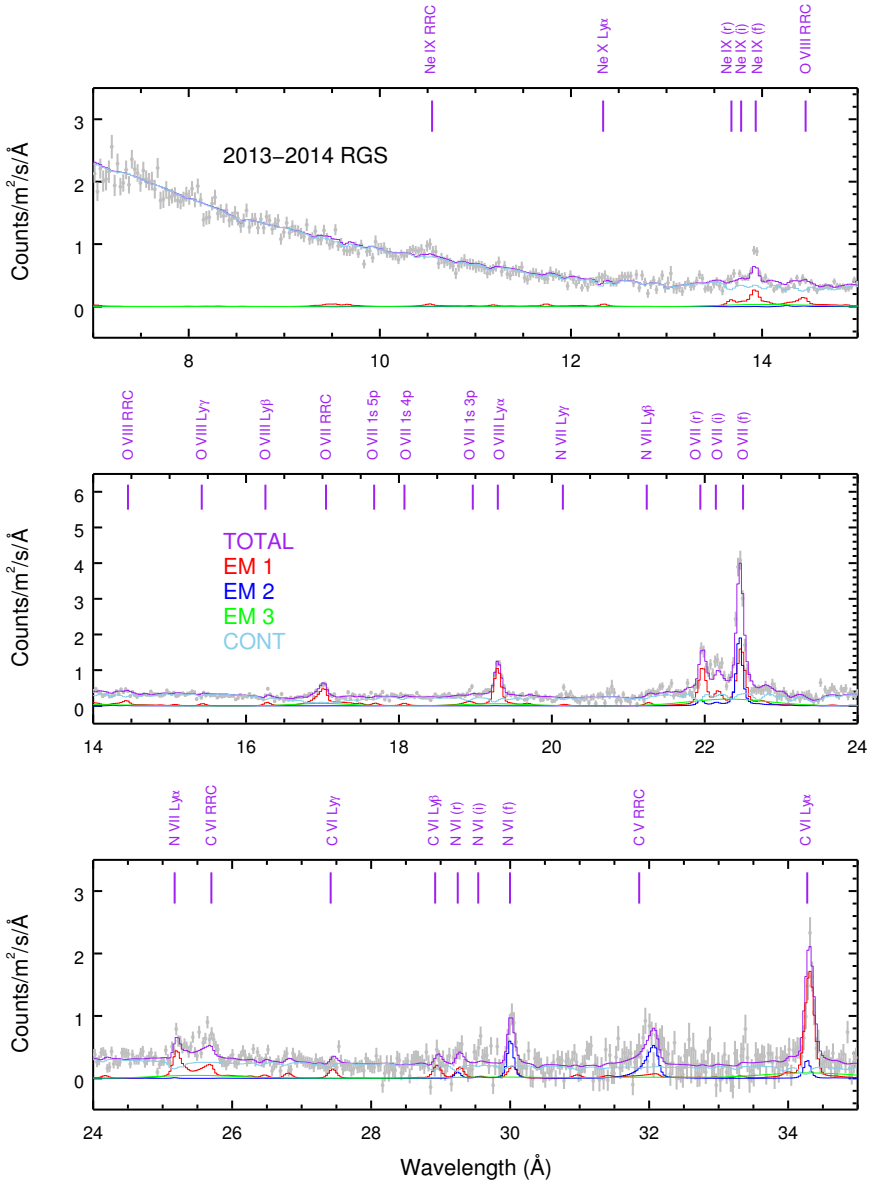 Ne IX RRC
Ne X Lyα
Ne IX (r)
Ne IX (i)
Ne IX (f)
O VIII RRC
3
2
1
0
Counts/m²/s/Å
2013−2014 RGS
8 10 12 14
O VIII RRC
O VIII Lyγ
O VIII Lyβ
O VII RRC
O VII 1s 5p
O VII 1s 4p
O VII 1s 3p
O VIII Lyα
N VII Lyγ
N VII Lyβ
O VII (r)
O VII (i)
O VII (f)
6
5
4
3
2
1
0
Counts/m²/s/Å
TOTAL
EM 1
EM 2
EM 3
CONT
14 16 18 20 22 24
N VII Lyα
C VI RRC
C VI Lyγ
C VI Lyβ
N VI (r)
N VI (i)
N VI (f)
C V RRC
C VI Lyα
3
2
1
0
Counts/m²/s/Å
24 26 28 30 32 34
Wavelength (Å)